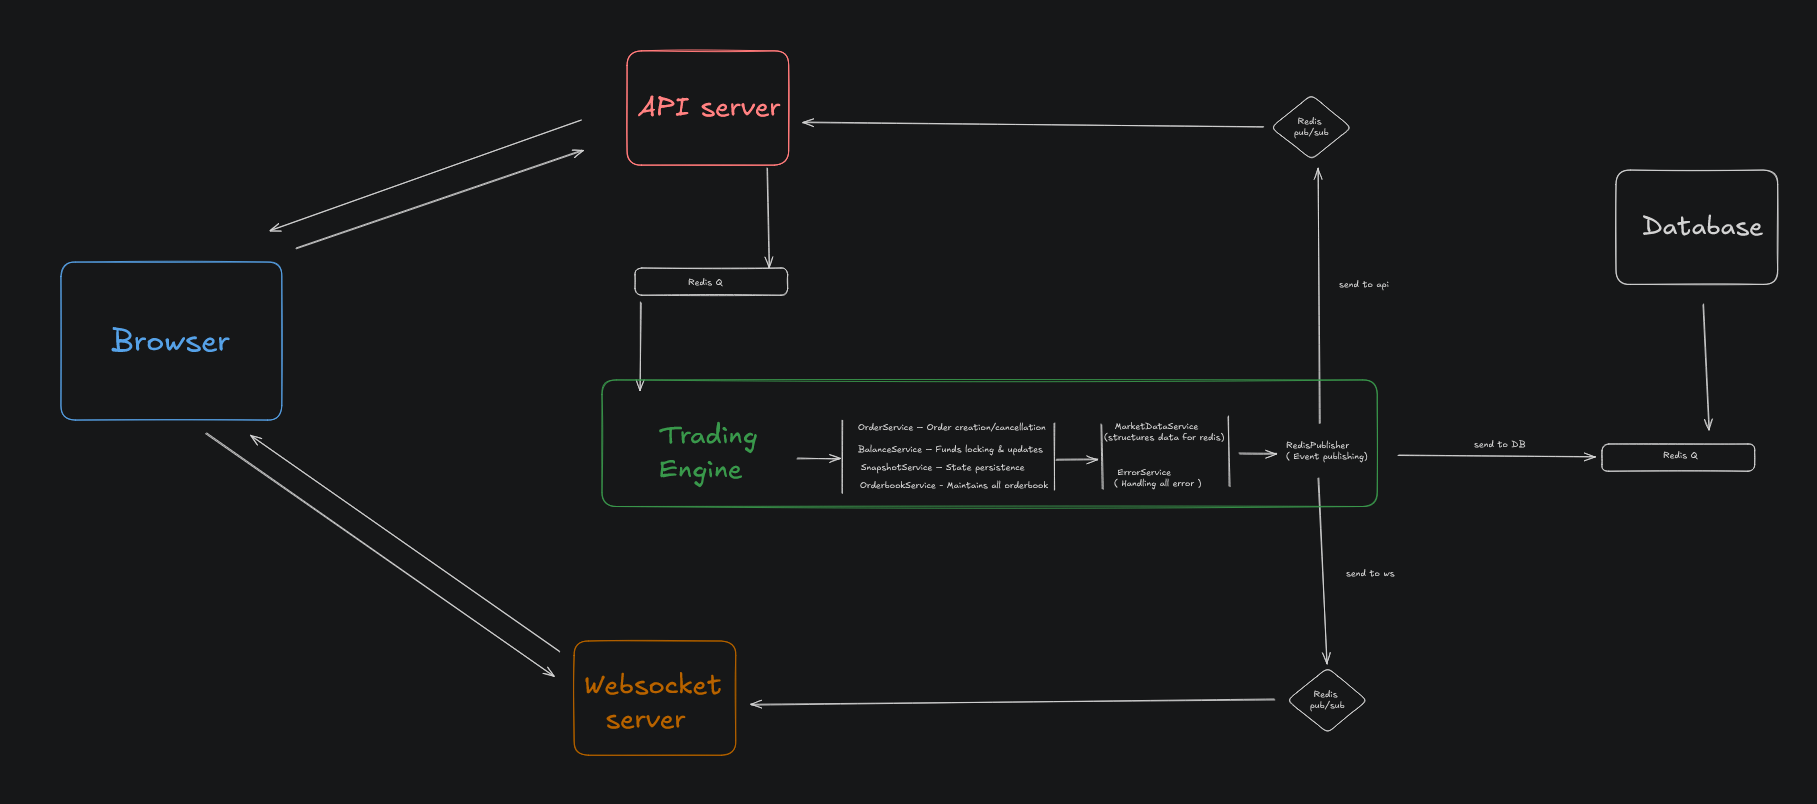 API server
Redis
pub/sub
Database
Redis Q
send to api
Browser
Trading
Engine
OrderService — Order creation/cancellation
BalanceService — Funds locking & updates
SnapshotService — State persistence
OrderbookService - Maintains all orderbook
MarketDataService
(structures data for redis)
ErrorService
( Handling all error )
RedisPublisher
( Event publishing)
send to DB
Redis Q
send to ws
Websocket
server
Redis
pub/sub